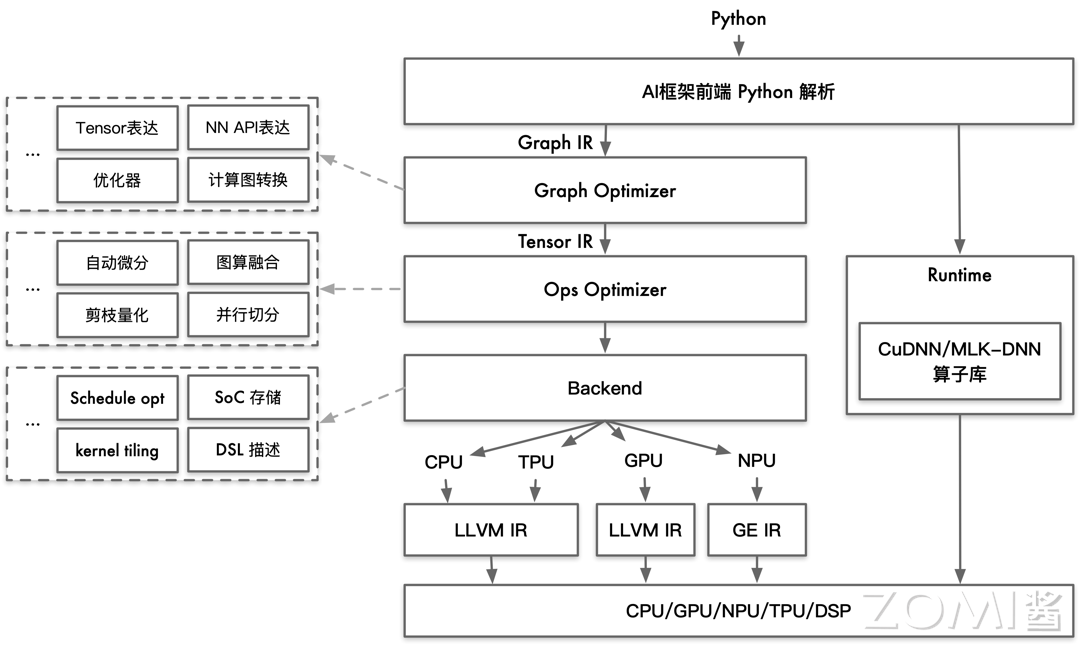 Python
AI框架前端 Python 解析
Graph IR
Graph Optimizer
Tensor IR
Ops Optimizer
Backend
CPU
TPU
GPU
NPU
LLVM IR
LLVM IR
GE IR
CPU/GPU/NPU/TPU/DSP
Runtime
CuDNN/MLK-DNN
算子库
...
Tensor表达
NN API表达
优化器
计算图转换
...
自动微分
图算融合
剪枝量化
并行切分
...
Schedule opt
SoC 存储
kernel tiling
DSL 描述
ZOMI酱